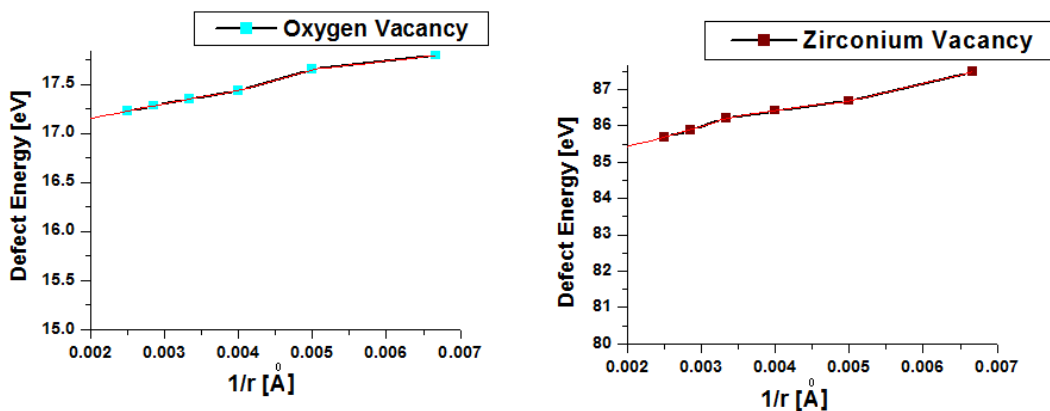 Oxygen Vacancy
Defect Energy [eV]
17.5
17.0
16.5
16.0
15.5
15.0
0.002 0.003 0.004 0.005 0.006 0.007
1/r [Å]
Zirconium Vacancy
Defect Energy [eV]
87
86
85
84
83
82
81
80
0.002 0.003 0.004 0.005 0.006 0.007
1/r [Å]